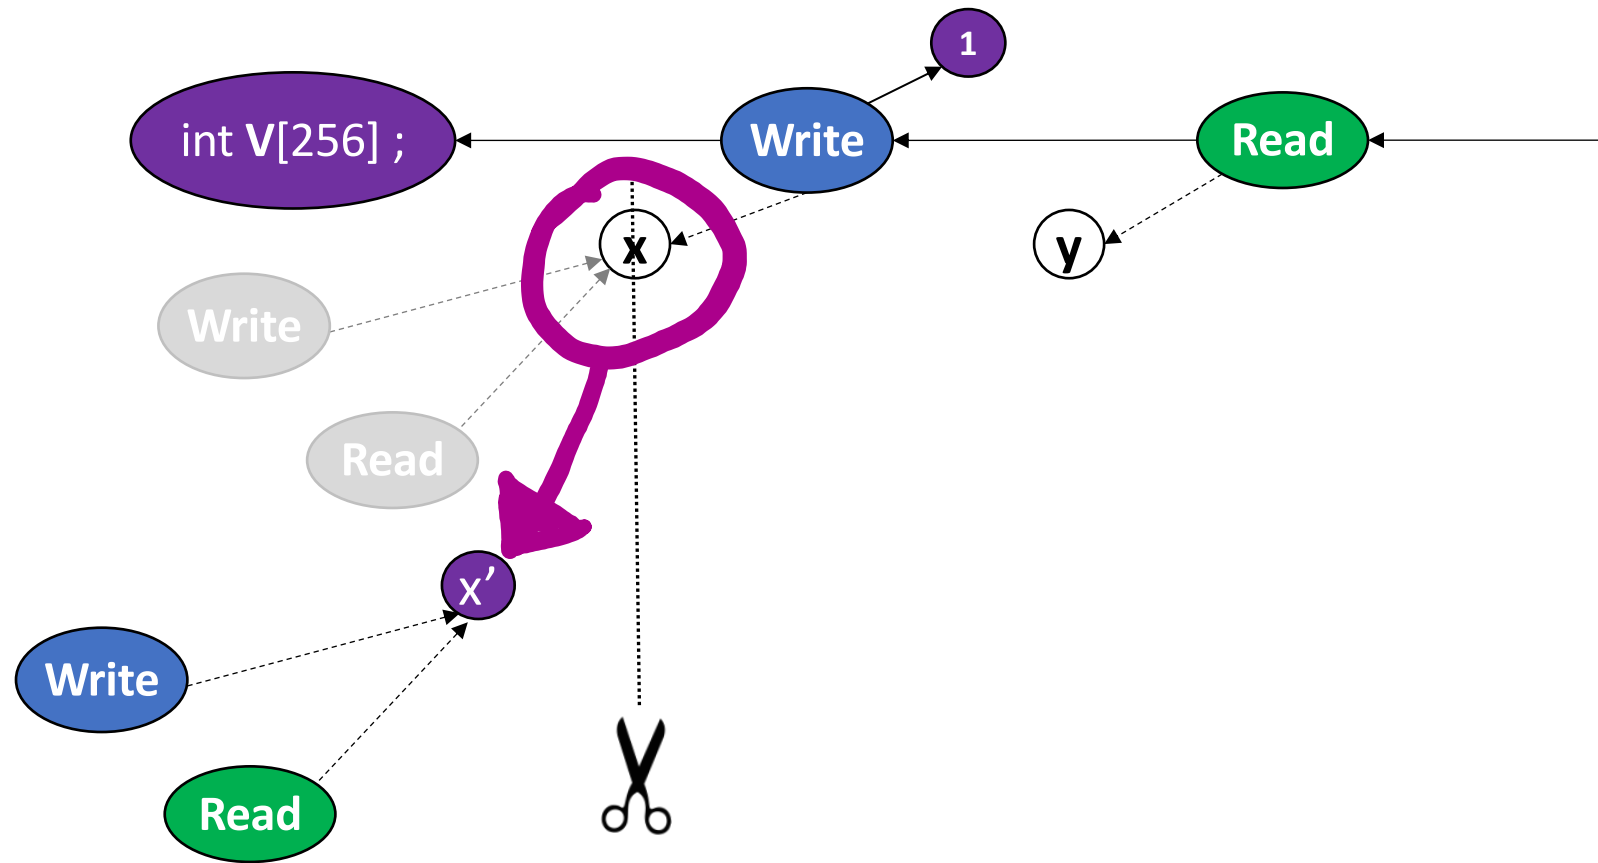 1
int V[256] ;
Write
Read
x
y
Write
Read
x’
Write
Read